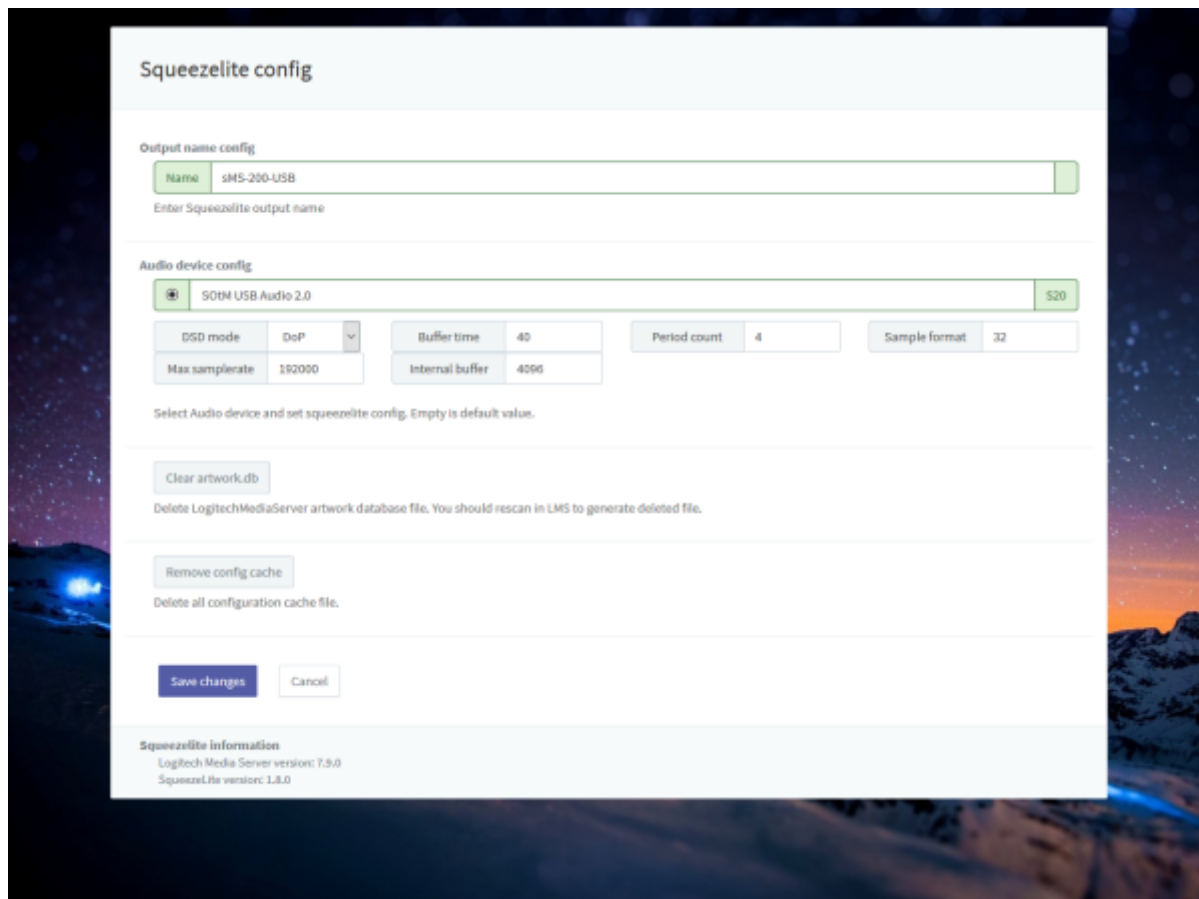 Squeezelite config
Output name config
Name sMS-200-USB
Enter Squeezelite output name
Audio device config
SOtM USB Audio 2.0 S20
DSD mode DoP Buffer time 40 Period count 4 Sample format 32
Max samplerate 192000 Internal buffer 4096
Select Audio device and set squeezelite config. Empty is default value.
Clear artwork.db
Delete LogitechMediaServer artwork database file. You should rescan in LMS to generate deleted file.
Remove config cache
Delete all configuration cache file.
Save changes Cancel
Squeezelite information
Logitech Media Server version: 7.9.0
SqueezeLite version: 1.8.0